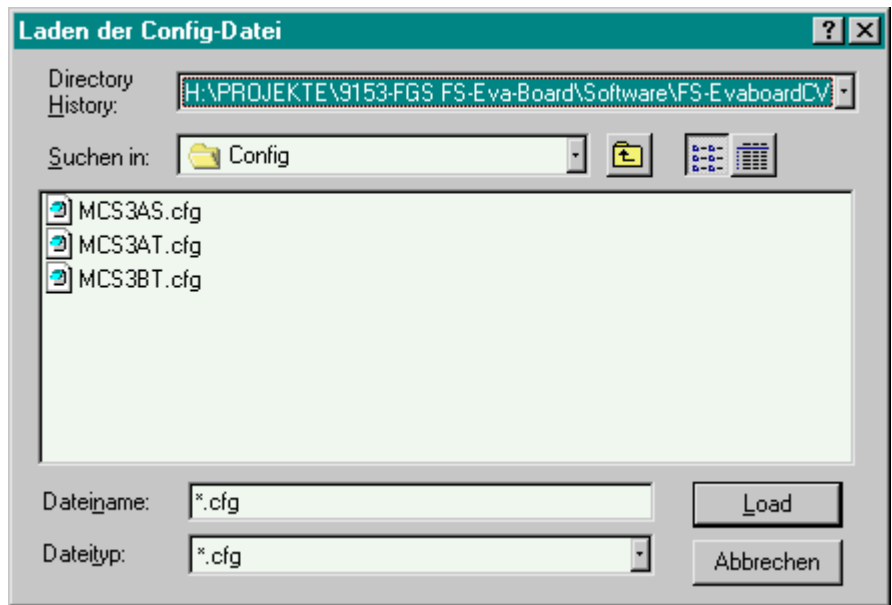 Laden der Config-Datei
Directory
History:
H:\PROJEKTE\9153-FGS FS-Eva-Board\Software\FS-EvaboardCV
Suchen in:
Config
MCS3AS.cfg
MCS3AT.cfg
MCS3BT.cfg
Dateiname:
*.cfg
Load
Dateityp:
*.cfg
Abbrechen